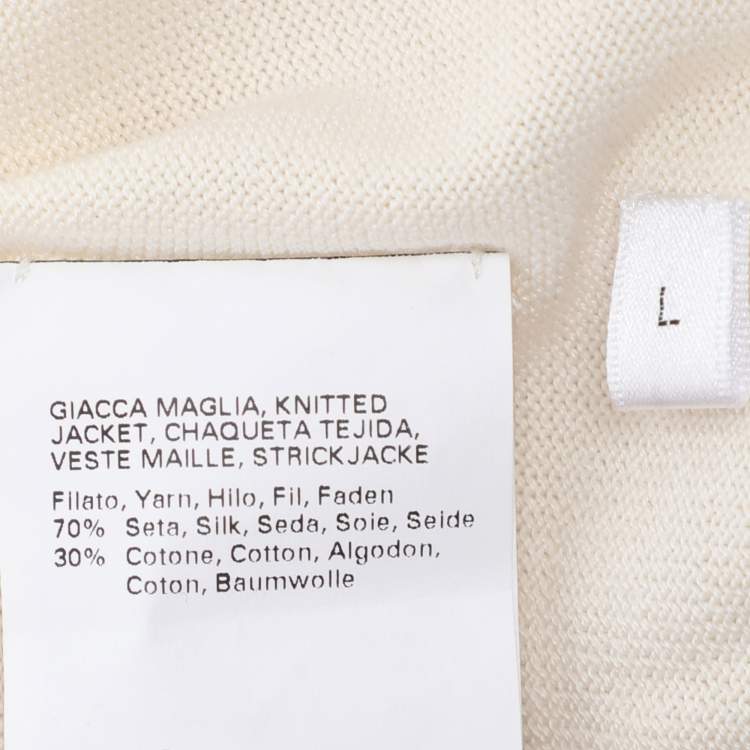 GIACCA MAGLIA, KNITTED
JACKET, CHAQUETA TEJIDA,
VESTE MAILLE, STRICKJACKE
Filato, Yarn, Hilo, Fil, Faden
70% Seta, Silk, Seda, Soie, Seide
30% Cotone, Cotton, Algodon,
Coton, Baumwolle
L